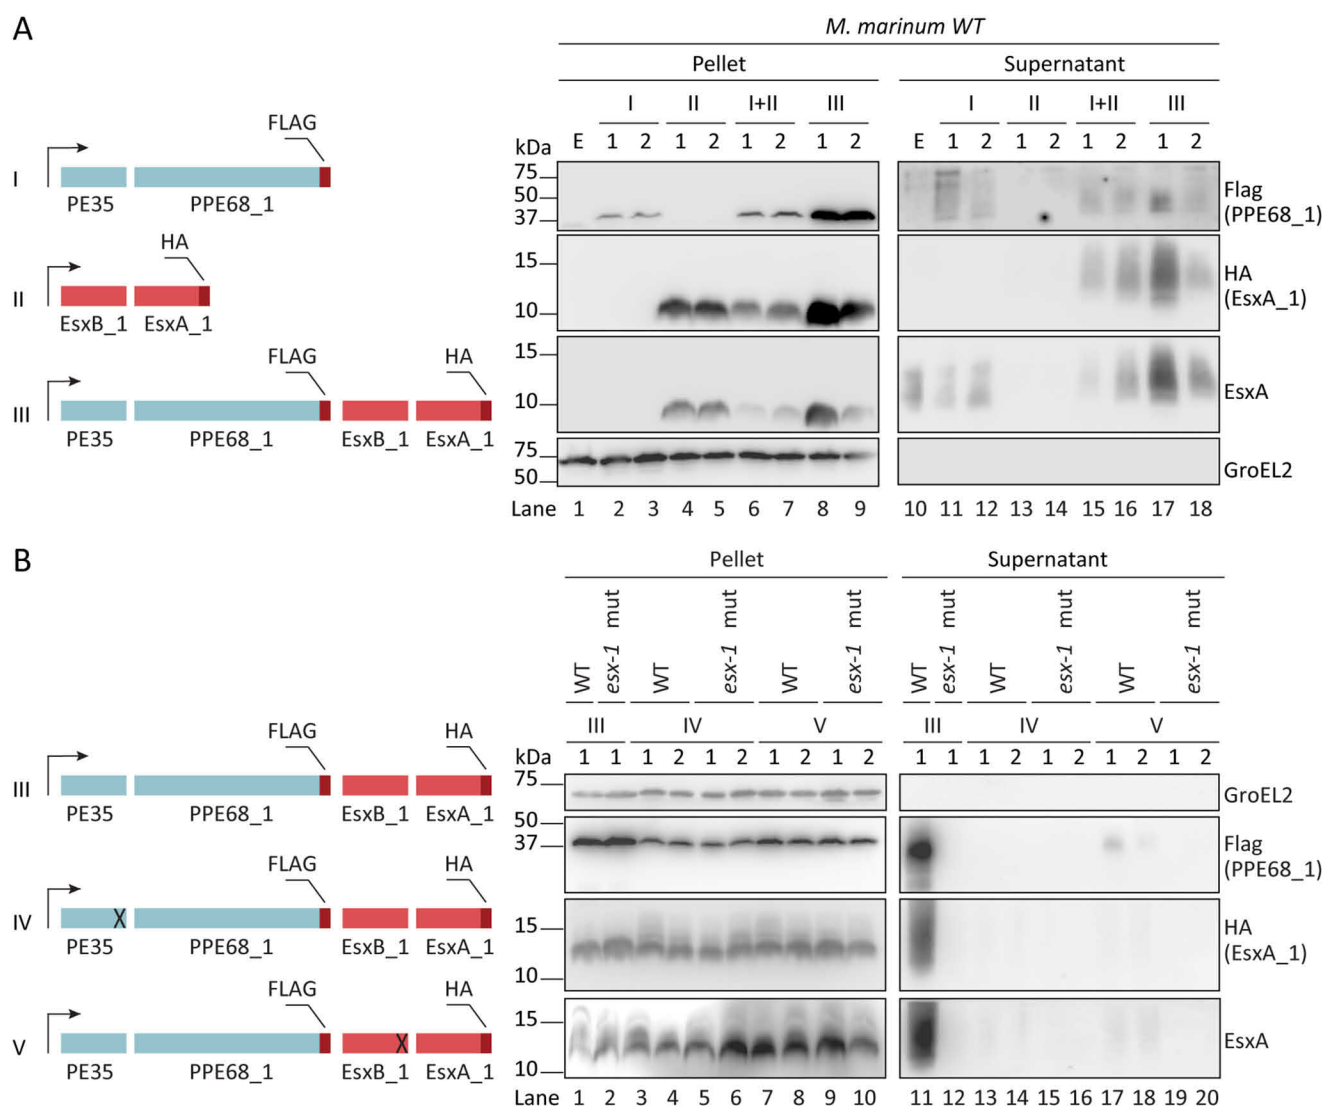 A
M. marinum WT
Pellet Supernatant
I II I+II III I II I+II III
kDa E 1 2 1 2 1 2 1 2 E 1 2 1 2 1 2 1 2
FLAG
I
PE35 PPE68_1
HA
II
EsxB_1 EsxA_1
FLAG HA
III
PE35 PPE68_1 EsxB_1 EsxA_1
75
50
37
Flag
(PPE68_1)
15
10
HA
(EsxA_1)
15
10
EsxA
75
50
GroEL2
Lane 1 2 3 4 5 6 7 8 9 10 11 12 13 14 15 16 17 18
B
Pellet Supernatant
WT esx-1 mut WT esx-1 mut WT esx-1 mut WT esx-1 mut WT esx-1 mut WT esx-1 mut
III IV V III IV V
kDa 1 1 1 2 1 2 1 2 1 2 1 1 1 2 1 2 1 2 1 2
FLAG HA
III
PE35 PPE68_1 EsxB_1 EsxA_1
FLAG HA
IV X
PE35 PPE68_1 EsxB_1 EsxA_1
FLAG HA
V X
PE35 PPE68_1 EsxB_1 EsxA_1
75
GroEL2
50
37
Flag
(PPE68_1)
15
10
HA
(EsxA_1)
15
10
EsxA
Lane 1 2 3 4 5 6 7 8 9 10 11 12 13 14 15 16 17 18 19 20